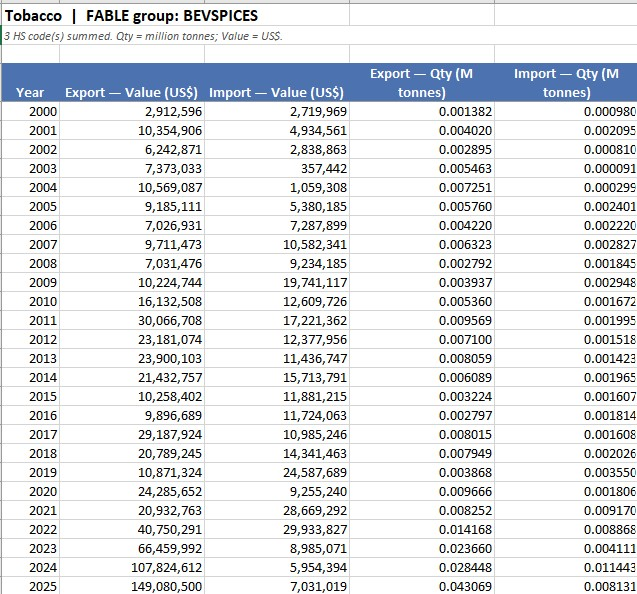 Tobacco | FABLE group: BEVSPICES
3 HS code(s) summed. Qty = million tonnes; Value = US$.
Year Export — Value (US$) Import — Value (US$) Export — Qty (M tonnes) Import — Qty (M tonnes)
2000 2,912,596 2,719,969 0.001382 0.000980
2001 10,354,906 4,934,561 0.004020 0.002095
2002 6,242,871 2,838,863 0.002895 0.000810
2003 7,373,033 357,442 0.005463 0.000091
2004 10,569,087 1,059,308 0.007251 0.000299
2005 9,185,111 5,380,185 0.005760 0.002401
2006 7,026,931 7,287,899 0.004220 0.002220
2007 9,711,473 10,582,341 0.006323 0.002827
2008 7,031,476 9,234,185 0.002792 0.001845
2009 10,224,744 19,741,117 0.003937 0.002948
2010 16,132,508 12,609,726 0.005360 0.001672
2011 30,066,708 17,221,362 0.009569 0.001995
2012 23,181,074 12,377,956 0.007100 0.001518
2013 23,900,103 11,436,747 0.008059 0.001423
2014 21,432,757 15,713,791 0.006089 0.001965
2015 10,258,402 11,881,215 0.003224 0.001607
2016 9,896,689 11,724,063 0.002797 0.001814
2017 29,187,924 10,985,246 0.008015 0.001608
2018 20,789,245 14,341,463 0.007949 0.002026
2019 10,871,324 24,587,689 0.003868 0.003550
2020 24,285,652 9,255,240 0.009666 0.001806
2021 20,932,763 28,669,292 0.008252 0.009170
2022 40,750,291 29,933,827 0.014168 0.008868
2023 66,459,992 8,985,071 0.023660 0.004111
2024 107,824,612 5,954,394 0.028448 0.011443
2025 149,080,500 7,031,019 0.043069 0.008131